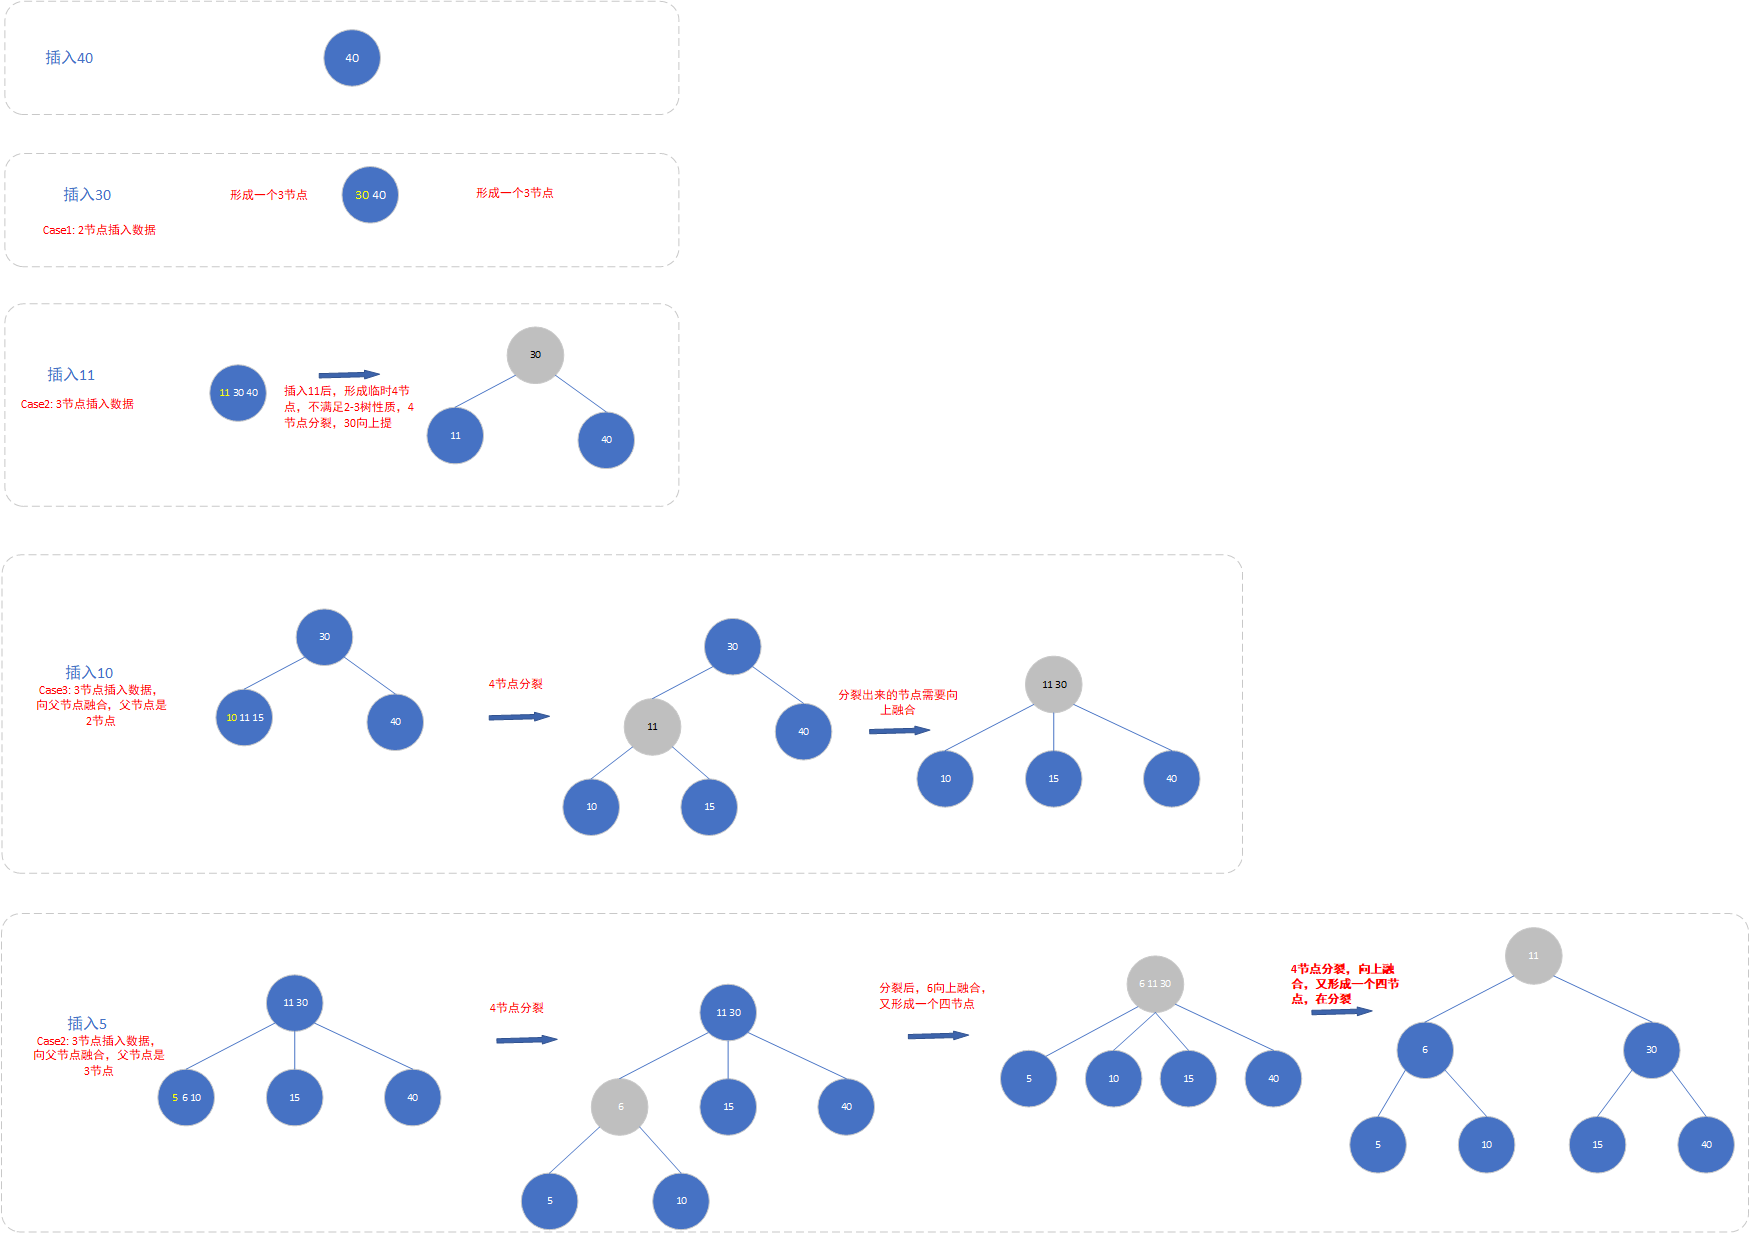 插入40
40
插入30
Case1: 2节点插入数据
形成一个3节点
30 40
形成一个3节点
插入11
Case2: 3节点插入数据
11 30 40
插入11后，形成临时4节
点，不满足2-3树性质，4
节点分裂，30向上提
30
11
40
插入10
Case3: 3节点插入数据，
向父节点融合，父节点是
2节点
30
10 11 15
40
4节点分裂
30
11
40
10
15
分裂出来的节点需要向
上融合
11 30
10
15
40
插入5
Case2: 3节点插入数据，
向父节点融合，父节点是
3节点
11 30
5 6 10
15
40
4节点分裂
11 30
6
15
40
5
10
分裂后，6向上融合，
又形成一个四节点
6 11 30
5
10
15
40
4节点分裂，向上融
合，又形成一个四节
点，在分裂
11
6
30
5
10
15
40